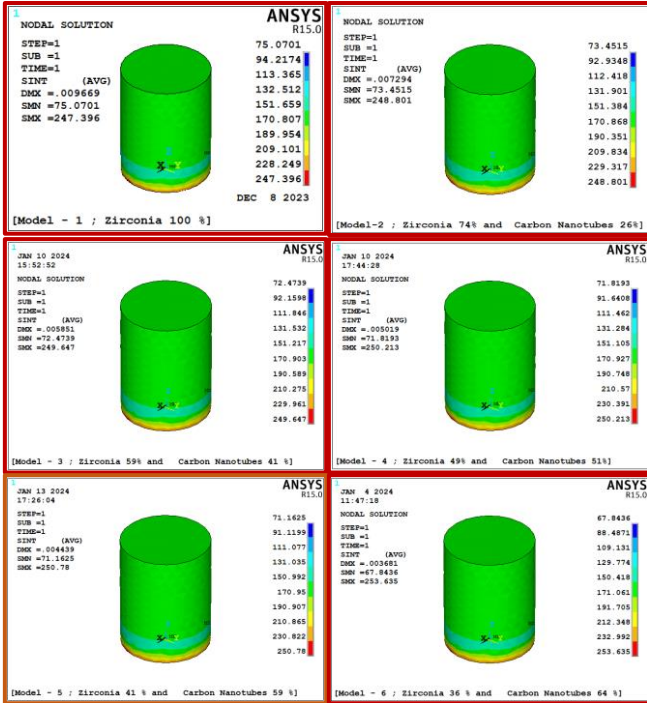 1
NODAL SOLUTION
STEP=1
SUB =1
TIME=1
SINT (AVG)
DMX =.009669
SMN =75.0701
SMX =247.396
ANSYS
R15.0
75.0701
94.2174
113.365
132.512
151.659
170.807
189.954
209.101
228.249
247.396
DEC 8 2023
X Y
[Model - 1 ; Zirconia 100 %]
1
NODAL SOLUTION
STEP=1
SUB =1
TIME=1
SINT (AVG)
DMX =.007294
SMN =73.4515
SMX =248.801
73.4515
92.9348
112.418
131.901
151.384
170.868
190.351
209.834
229.317
248.801
X Y
[Model-2 ; Zirconia 74% and Carbon Nanotubes 26%]
1
JAN 10 2024
15:52:52
NODAL SOLUTION
STEP=1
SUB =1
TIME=1
SINT (AVG)
DMX =.005851
SMN =72.4739
SMX =249.647
ANSYS
R15.0
72.4739
92.1598
111.846
131.532
151.217
170.903
190.589
210.275
229.961
249.647
X Y
[Model - 3 ; Zirconia 59% and Carbon Nanotubes 41 %]
1
JAN 10 2024
17:44:28
NODAL SOLUTION
STEP=1
SUB =1
TIME=1
SINT (AVG)
DMX =.005019
SMN =71.8193
SMX =250.213
ANSYS
R15.0
71.8193
91.6408
111.462
131.284
151.105
170.927
190.748
210.57
230.391
250.213
X Y
[Model - 4 ; Zirconia 49% and Carbon Nanotubes 51%]
1
JAN 13 2024
17:26:04
STEP=1
SUB =1
TIME=1
SINT (AVG)
DMX =.004439
SMN =71.1625
SMX =250.78
ANSYS
R15.0
71.1625
91.1199
111.077
131.035
150.992
170.95
190.907
210.865
230.822
250.78
X Y
[Model - 5 ; Zirconia 41 % and Carbon Nanotubes 59 %]
1
JAN 4 2024
11:47:18
NODAL SOLUTION
STEP=1
SUB =1
TIME=1
SINT (AVG)
DMX =.003681
SMN =67.8436
SMX =253.635
ANSYS
R15.0
67.8436
88.4871
109.131
129.774
150.418
171.061
191.705
212.348
232.992
253.635
X Y
[Model - 6 ; Zirconia 36 % and Carbon Nanotubes 64 %]